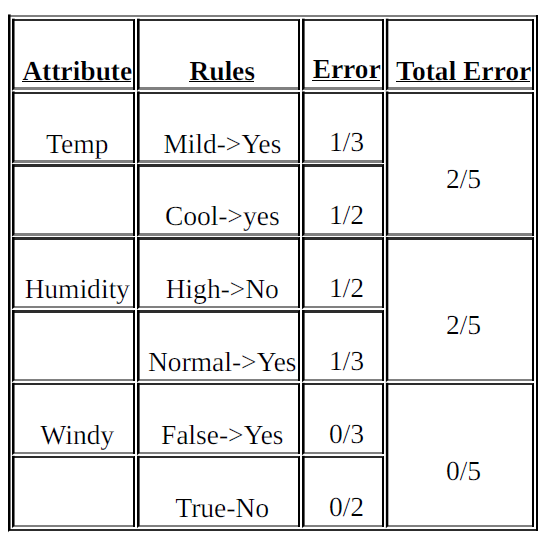 Attribute Rules Error Total Error
Temp Mild->Yes 1/3 2/5
Cool->yes 1/2
Humidity High->No 1/2 2/5
Normal->Yes 1/3
Windy False->Yes 0/3 0/5
True-No 0/2